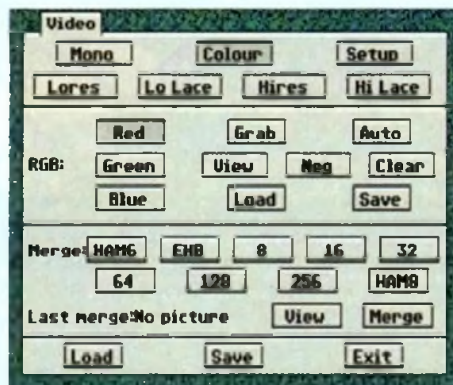 Video
Mono Colour Setup
Lores Lo Lace Hires Hi Lace
Red Grab Auto
RGB: Green View Neg Clear
Blue Load Save
Merge: HAM6 EHB 8 16 32
64 128 256 HAM8
Last merge:No picture View Merge
Load Save Exit